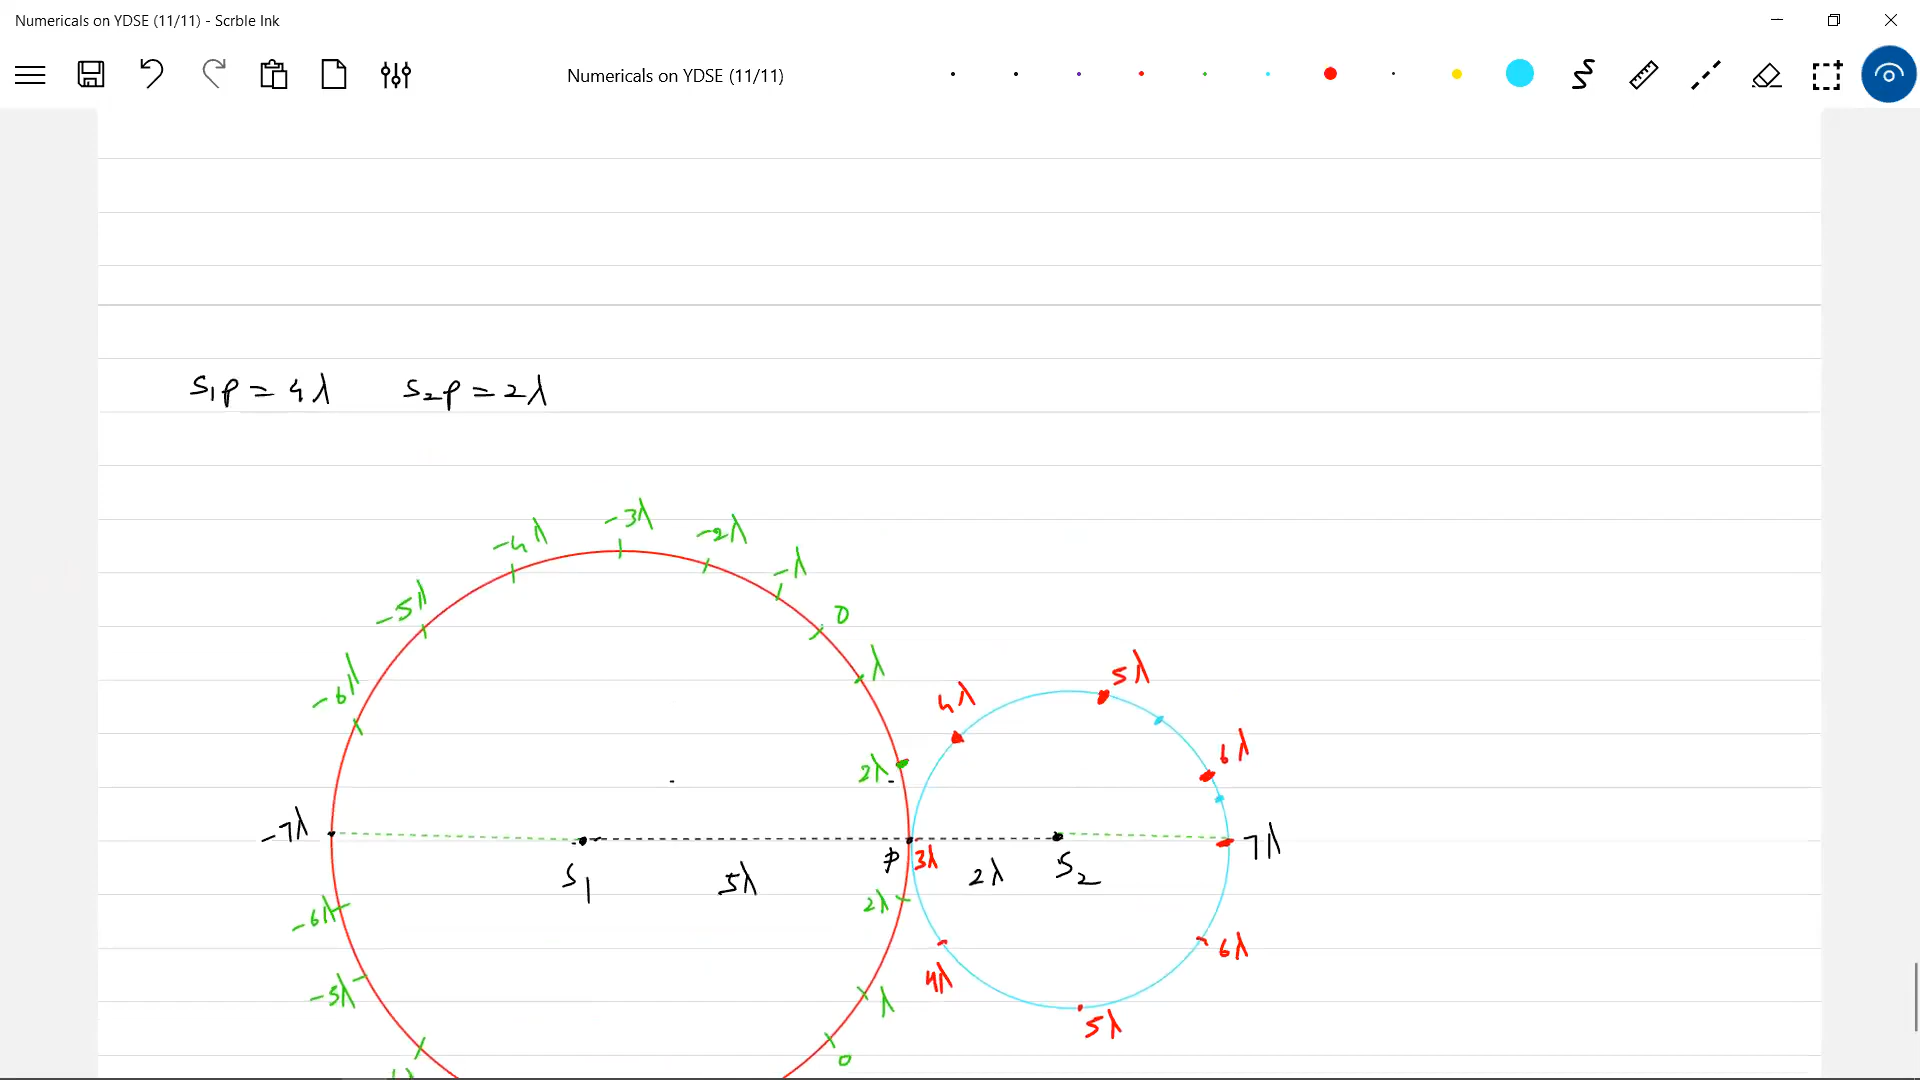 Numericals on YDSE (11/11) - Scrble Ink
Numericals on YDSE (11/11)
S₁P = 4λ S₂P = 2λ
-3λ
-4λ
-2λ
-λ
-5λ
0
λ
5λ
-6λ
4λ
6λ
2λ
-7λ
P
3λ
7λ
S₁
5λ
2λ
S₂
2λ
-6λ
6λ
4λ
-5λ
λ
5λ
0